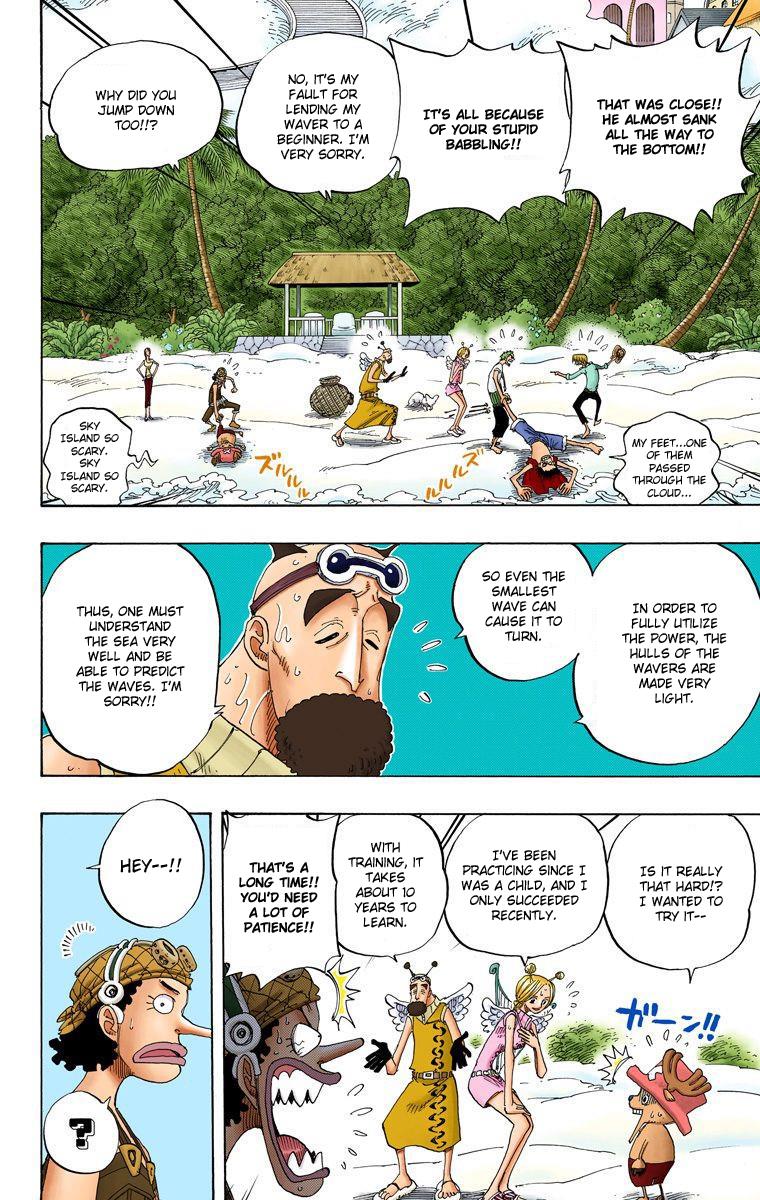 THAT WAS CLOSE!!
HE ALMOST SANK
ALL THE WAY TO
THE BOTTOM!!
IT'S ALL BECAUSE
OF YOUR STUPID
BABBLING!!
NO, IT'S MY
FAULT FOR
LENDING MY
WAVER TO A
BEGINNER. I'M
VERY SORRY.
WHY DID YOU
JUMP DOWN
TOO!!?
MY FEET...ONE
OF THEM
PASSED
THROUGH THE
CLOUD...
ズルルル
ズルルル
SKY
ISLAND SO
SCARY.
SKY
ISLAND SO
SCARY.
IN ORDER TO
FULLY UTILIZE
THE POWER, THE
HULLS OF THE
WAVERS ARE
MADE VERY
LIGHT.
SO EVEN THE
SMALLEST
WAVE CAN
CAUSE IT TO
TURN.
THUS, ONE MUST
UNDERSTAND
THE SEA VERY
WELL AND BE
ABLE TO PREDICT
THE WAVES. I'M
SORRY!!
IS IT REALLY
THAT HARD!?
I WANTED TO
TRY IT--
ガーン!!
I'VE BEEN
PRACTICING SINCE I
WAS A CHILD, AND I
ONLY SUCCEEDED
RECENTLY.
WITH
TRAINING, IT
TAKES
ABOUT 10
YEARS TO
LEARN.
THAT'S A
LONG TIME!!
YOU'D NEED
A LOT OF
PATIENCE!!
HEY--!!
?